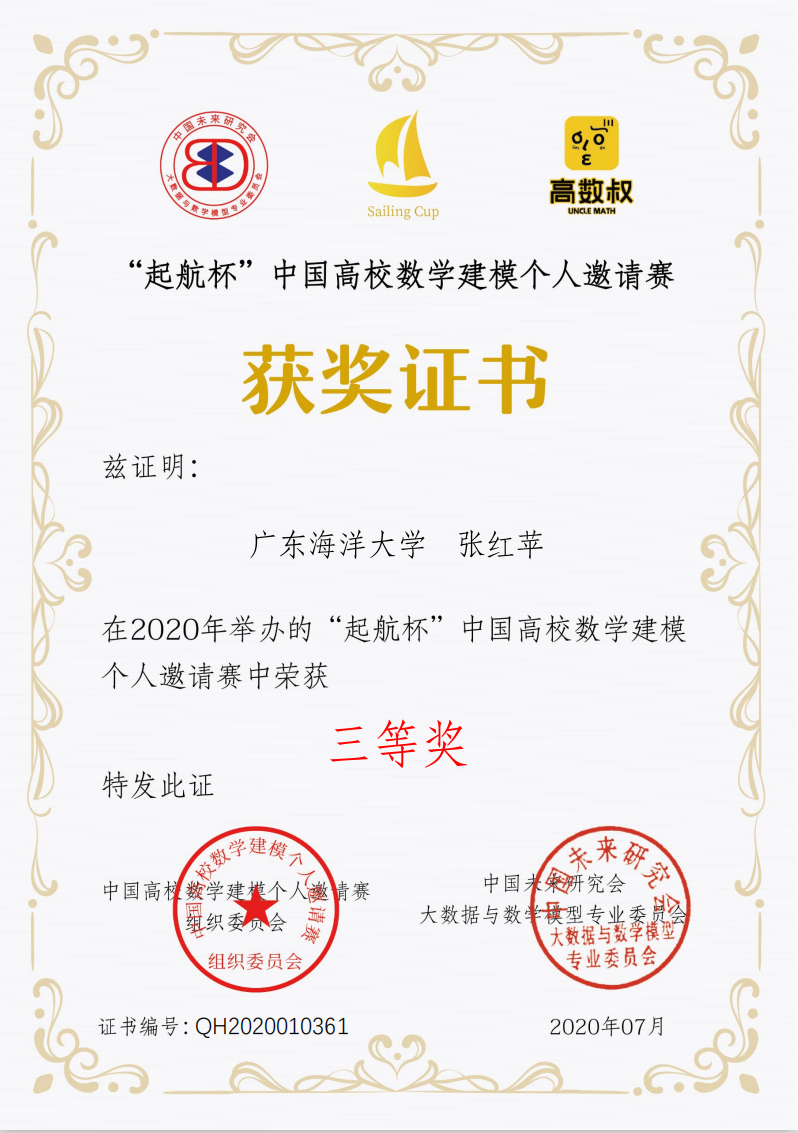 中国未来研究会
大数据与数学模型专业委员会
Sailing Cup
高数叔
UNCLE MATH
“起航杯”中国高校数学建模个人邀请赛
获奖证书
兹证明：
广东海洋大学 张红苹
在2020年举办的“起航杯”中国高校数学建模
个人邀请赛中荣获
三等奖
特发此证
中国高校数学建模个人邀请赛
组织委员会
中国高校数学建模个人邀请赛
组织委员会
中国未来研究会
大数据与数学模型专业委员会
中国未来研究会
大数据与数学模型
专业委员会
证书编号：QH2020010361
2020年07月